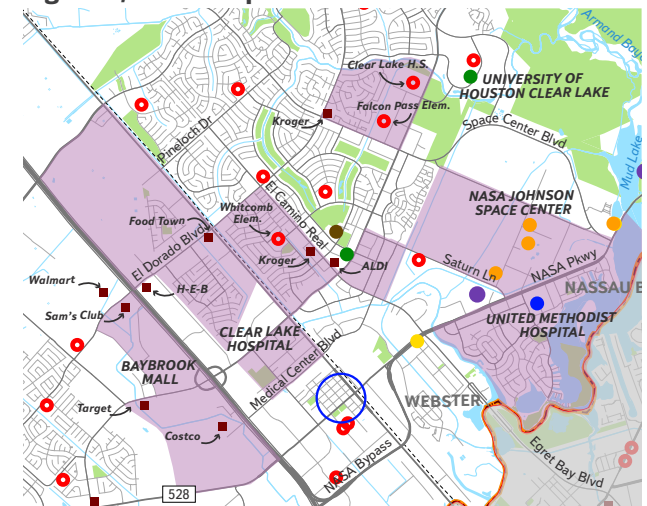 Clear Lake H.S.
UNIVERSITY OF
HOUSTON CLEAR LAKE
Armand Bayo
Falcon Pass Elem.
Kroger
Space Center Blvd
Pineloch Dr
Mud Lake
El Camino Real
Whitcomb
Elem.
NASA JOHNSON
SPACE CENTER
Food Town
El Dorado Blvd
Kroger
ALDI
Saturn Ln
NASA Pkwy
Walmart
H-E-B
NASSAU B
Sam's Club
UNITED METHODIST
HOSPITAL
CLEAR LAKE
HOSPITAL
Medical Center Blvd
BAYBROOK
MALL
WEBSTER
Target
Costco
Egret Bay Blvd
NASA Bypass
528